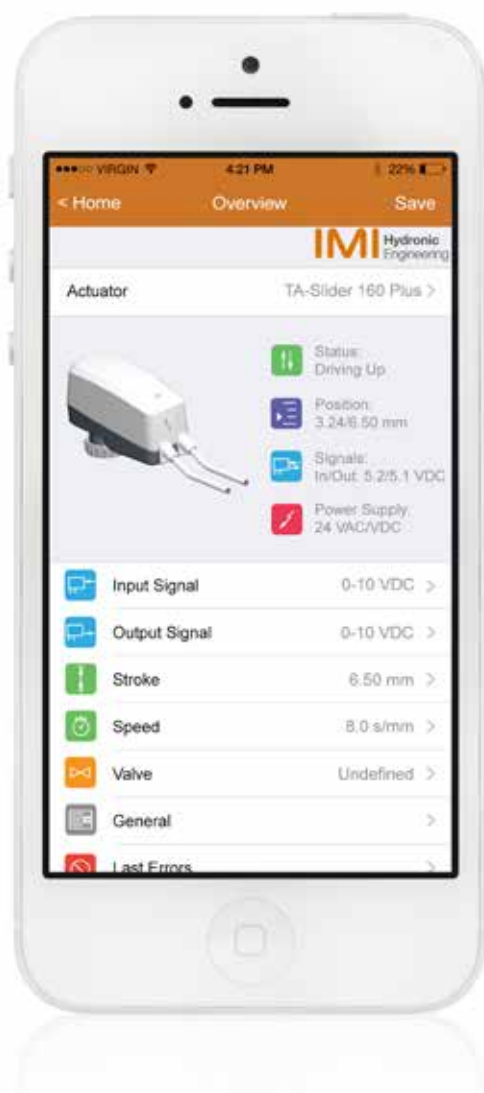 VIRGIN 4:21 PM 22%
< Home Overview Save
IMI Hydronic
Engineering
Actuator TA-Slider 160 Plus >
Status:
Driving Up
Position:
3.24/6.50 mm
Signals:
In/Out: 5.2/5.1 VDC
Power Supply:
24 VAC/VDC
Input Signal 0-10 VDC >
Output Signal 0-10 VDC >
Stroke 6.50 mm >
Speed 8.0 s/mm >
Valve Undefined >
General >
Last Errors >